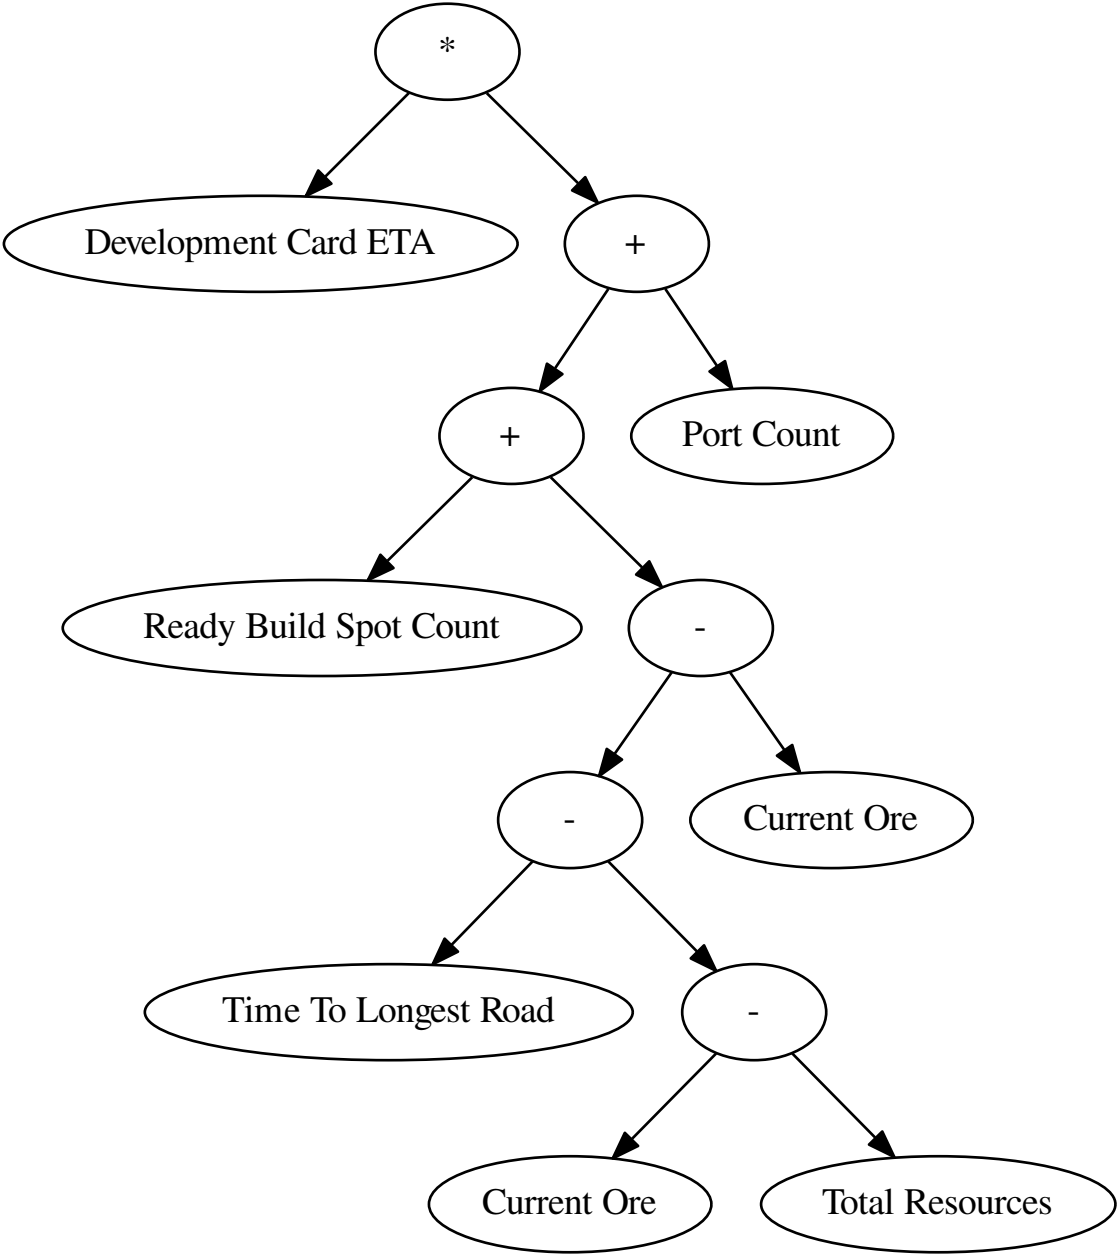 *
Development Card ETA
+
+
Port Count
Ready Build Spot Count
-
-
Current Ore
Time To Longest Road
-
Current Ore
Total Resources